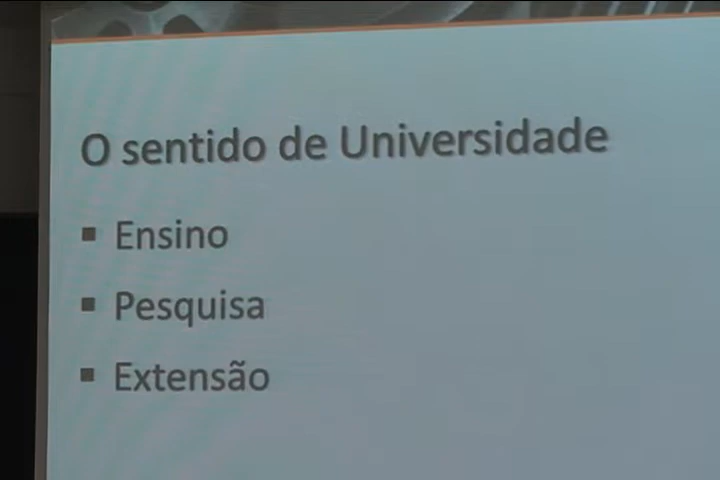 O sentido de Universidade
▪ Ensino
▪ Pesquisa
▪ Extensão